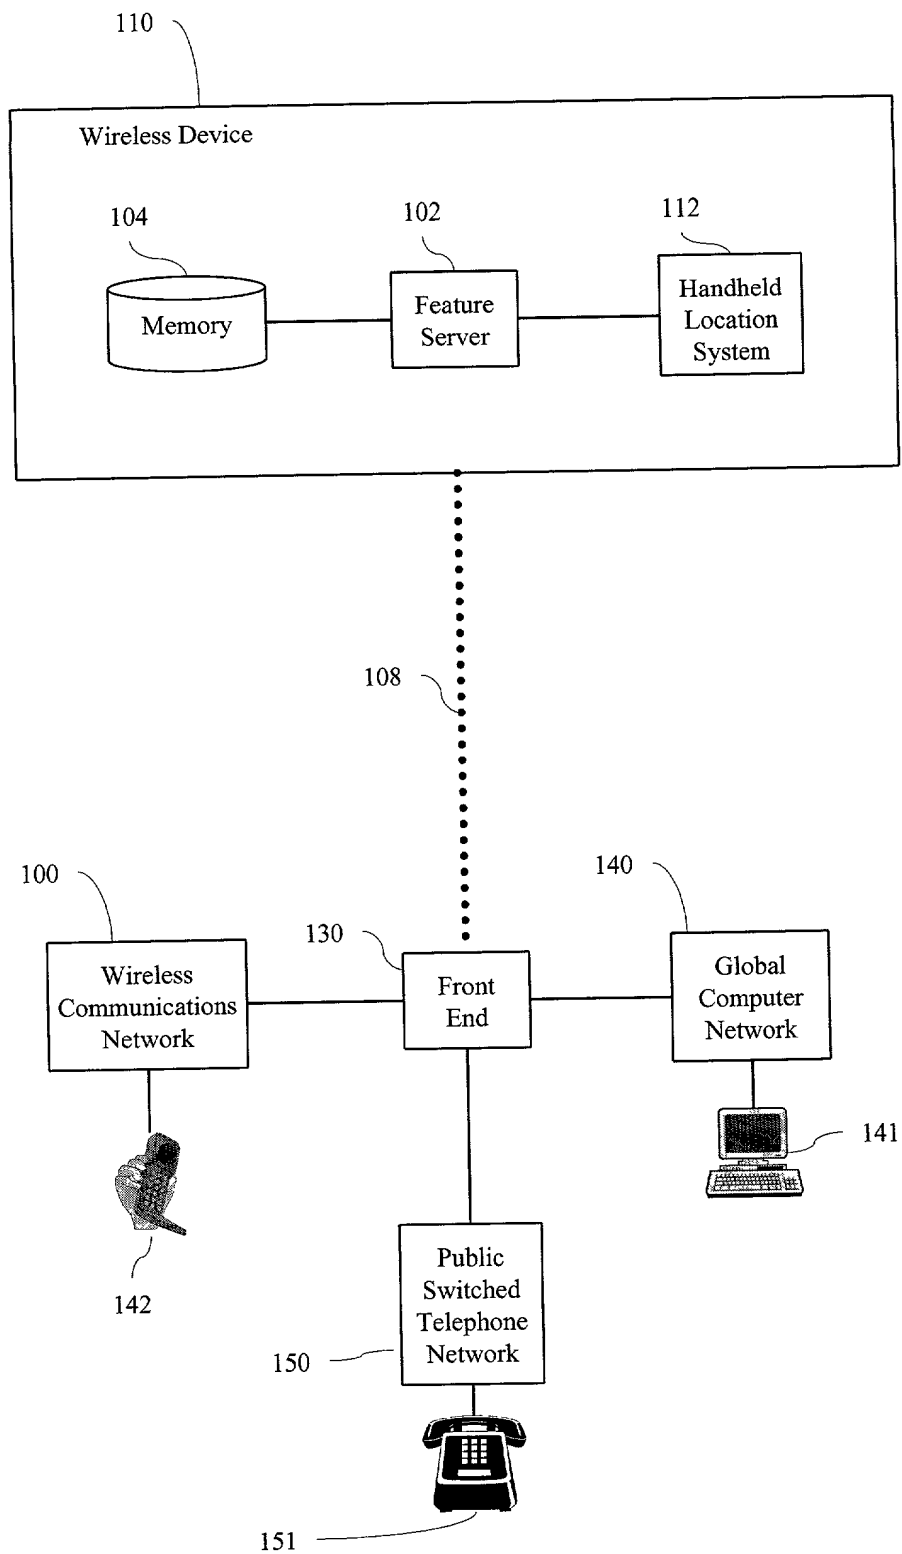 110
Wireless Device
104
102
112
Memory
Feature
Server
Handheld
Location
System
108
100
130
140
Wireless
Communications
Network
Front
End
Global
Computer
Network
141
142
Public
Switched
Telephone
Network
150
151